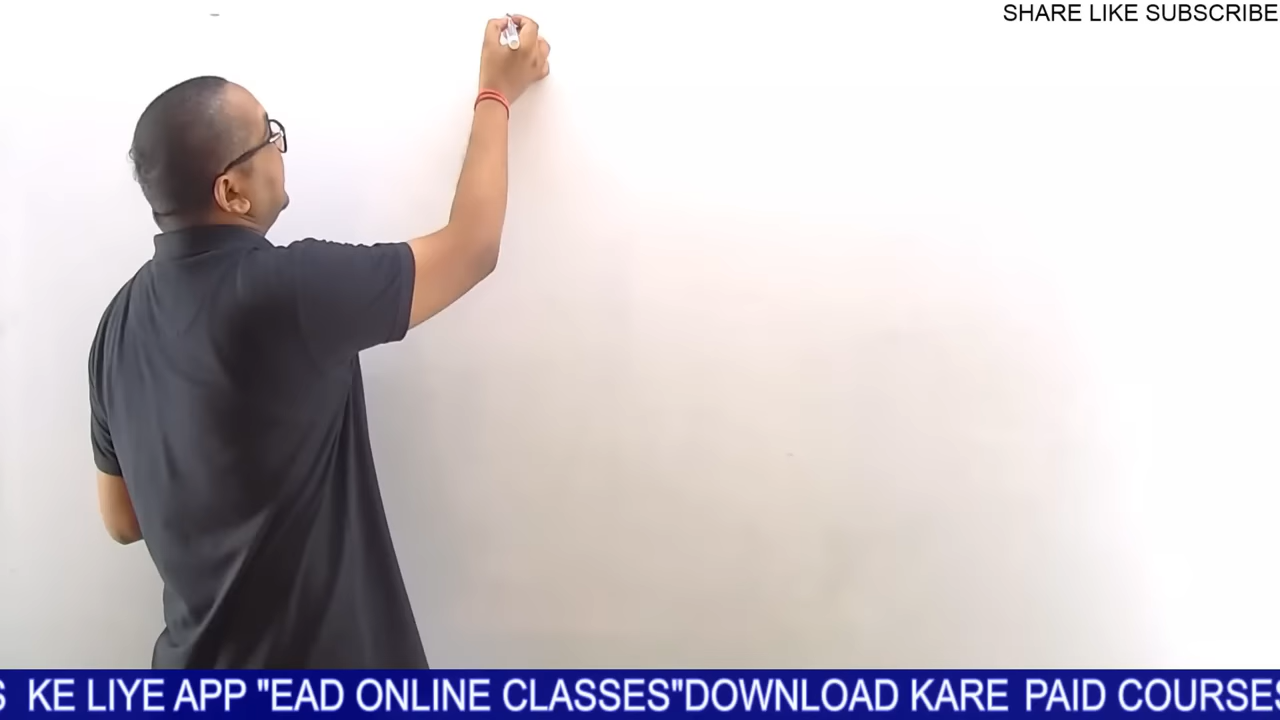 SHARE LIKE SUBSCRIBE
KE LIYE APP "EAD ONLINE CLASSES"DOWNLOAD KARE PAID COURSES